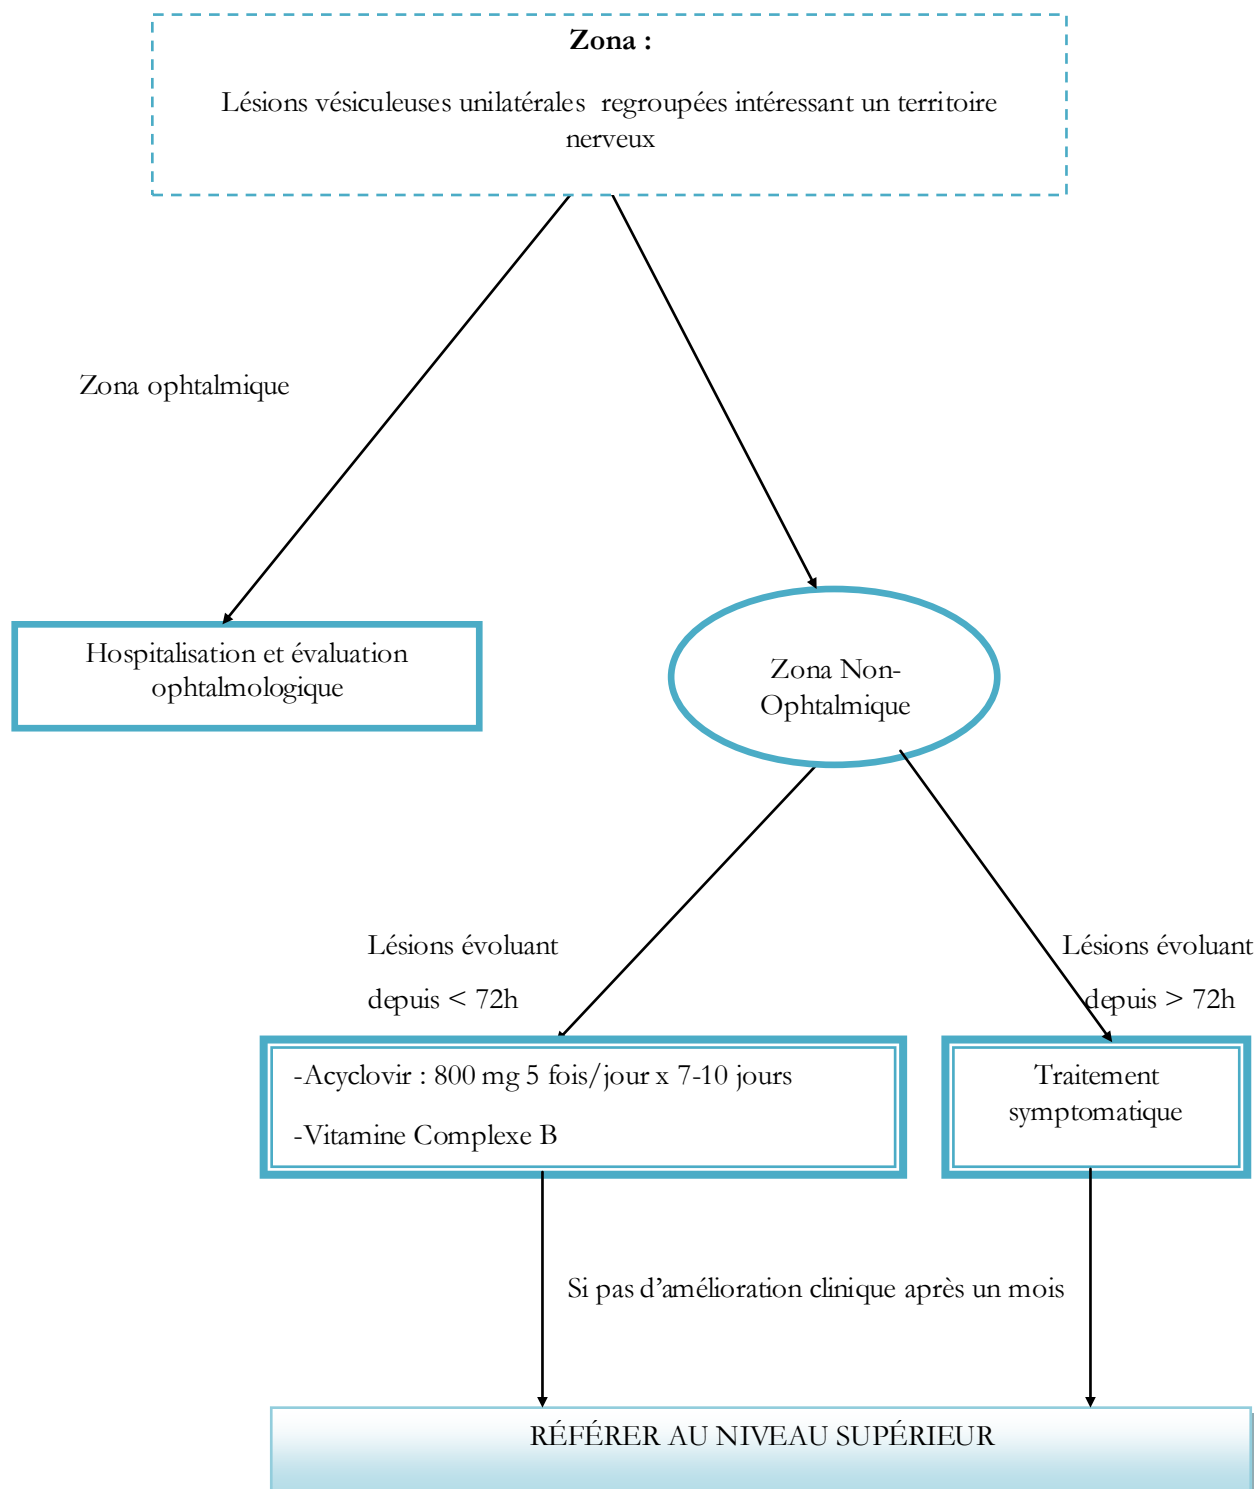 Zona :
Lésions vésiculeuses unilatérales regroupées intéressant un territoire
nerveux
Zona ophtalmique
Hospitalisation et évaluation
ophtalmologique
Zona Non-
Ophtalmique
Lésions évoluant
depuis < 72h
Lésions évoluant
depuis > 72h
-Acyclovir : 800 mg 5 fois/jour x 7-10 jours
-Vitamine Complexe B
Traitement
symptomatique
Si pas d’amélioration clinique après un mois
RÉFÉRER AU NIVEAU SUPÉRIEUR